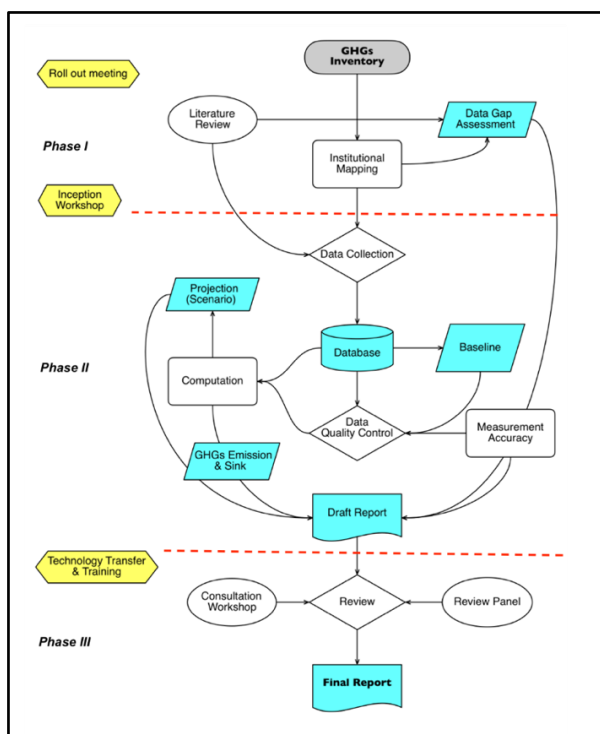 GHGs
Inventory
Roll out meeting
Literature
Review
Data Gap
Assessment
Phase I
Institutional
Mapping
Inception
Workshop
Data Collection
Projection
(Scenario)
Database
Baseline
Phase II
Computation
Data
Quality Control
Measurement
Accuracy
GHGs Emission
& Sink
Draft Report
Technology Transfer
& Training
Consultation
Workshop
Review
Review Panel
Phase III
Final Report